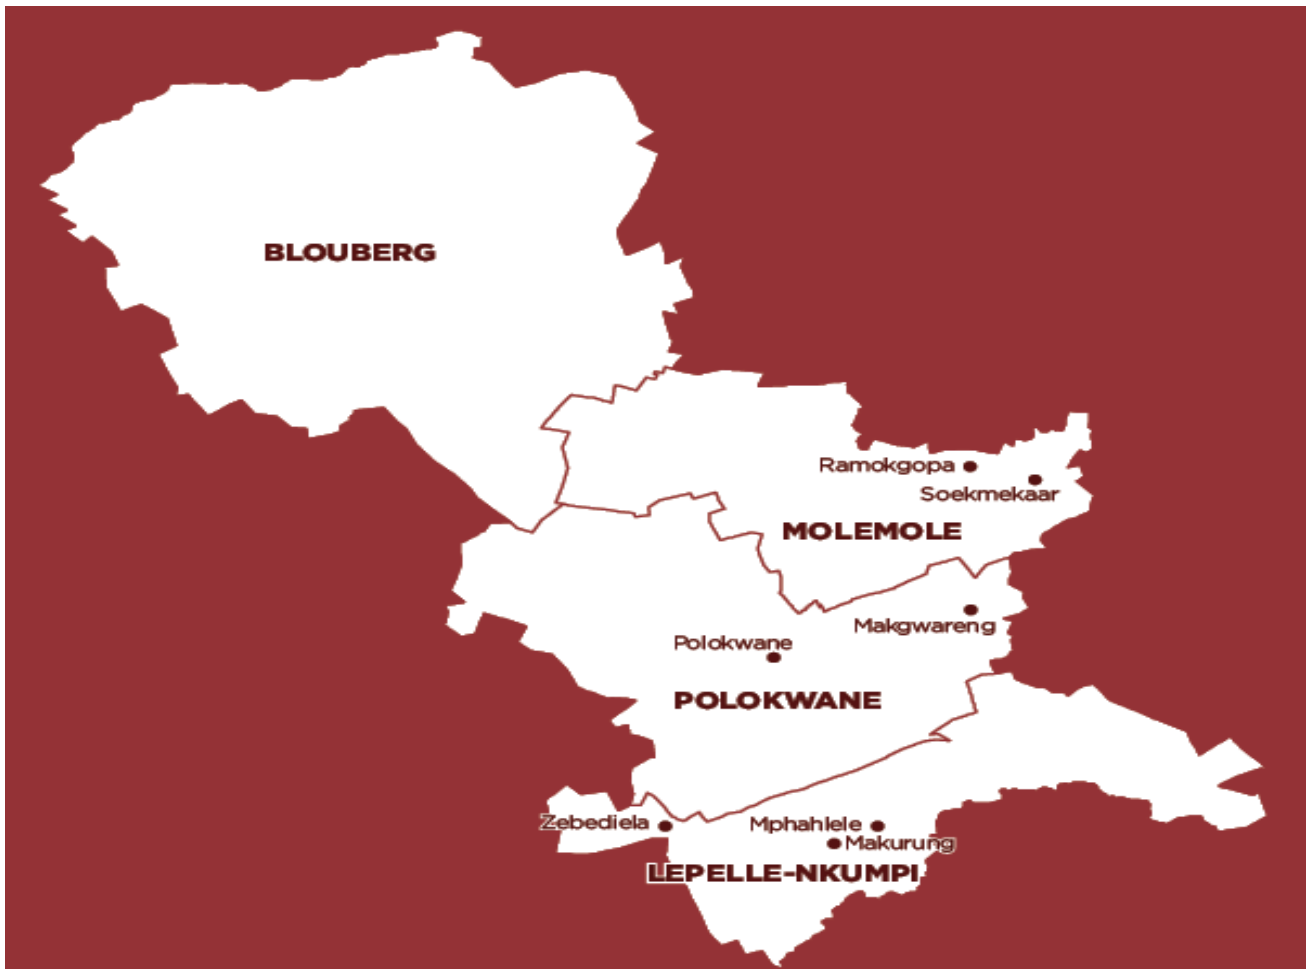 BLOUBERG
Ramokgopa
Soekmekaar
MOLEMOLE
Makgwareng
Polokwane
POLOKWANE
Zebediela
Mphahlele
Makurung
LEPELLE-NKUMPI